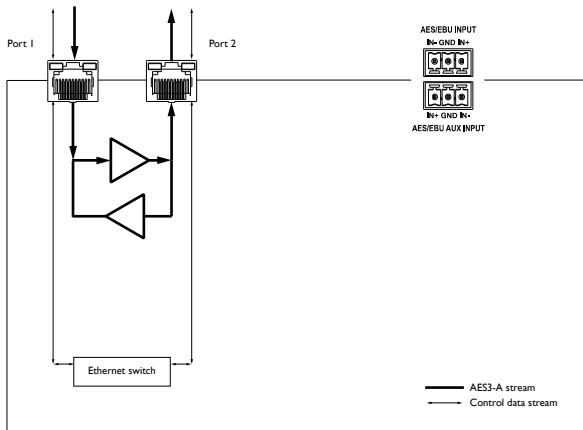 Port 1
Port 2
AES/EBU INPUT
IN- GND IN+
IN+ GND IN-
AES/EBU AUX INPUT
Ethernet switch
AES3-A stream
Control data stream